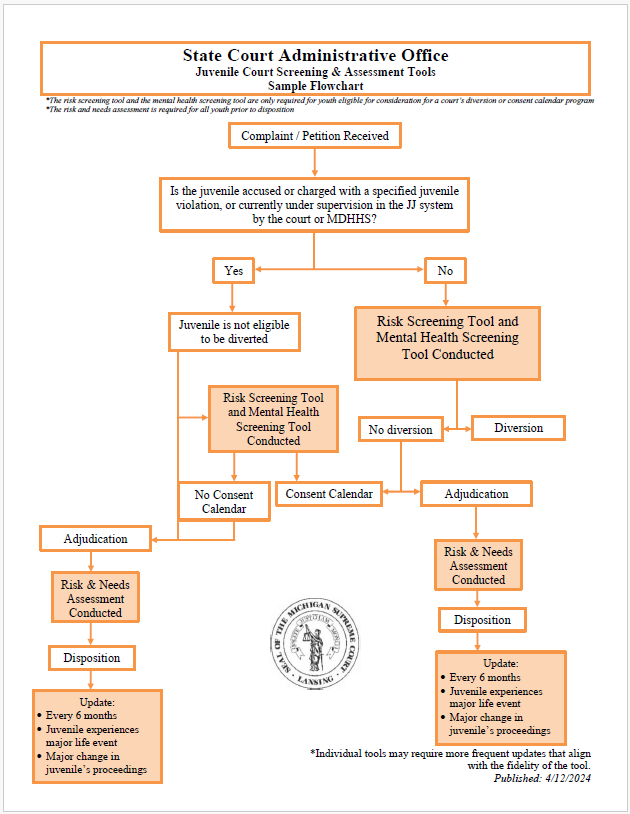 State Court Administrative Office
Juvenile Court Screening & Assessment Tools
Sample Flowchart
*The risk screening tool and the mental health screening tool are only required for youth eligible for consideration for a court's diversion or consent calendar program
*The risk and needs assessment is required for all youth prior to disposition
Complaint / Petition Received
Is the juvenile accused or charged with a specified juvenile
violation, or currently under supervision in the JJ system
by the court or MDHHS?
Yes
No
Juvenile is not eligible
to be diverted
Risk Screening Tool and
Mental Health Screening
Tool Conducted
Risk Screening Tool
and Mental Health
Screening Tool
Conducted
No diversion
Diversion
No Consent
Calendar
Consent Calendar
Adjudication
Adjudication
Risk & Needs
Assessment
Conducted
Risk & Needs
Assessment
Conducted
Disposition
Disposition
Update:
• Every 6 months
• Juvenile experiences
major life event
• Major change in
juvenile's proceedings
Update:
• Every 6 months
• Juvenile experiences
major life event
• Major change in
juvenile's proceedings
SEAL OF THE MICHIGAN SUPREME COURT
LANSING
*Individual tools may require more frequent updates that align
with the fidelity of the tool.
Published: 4/12/2024